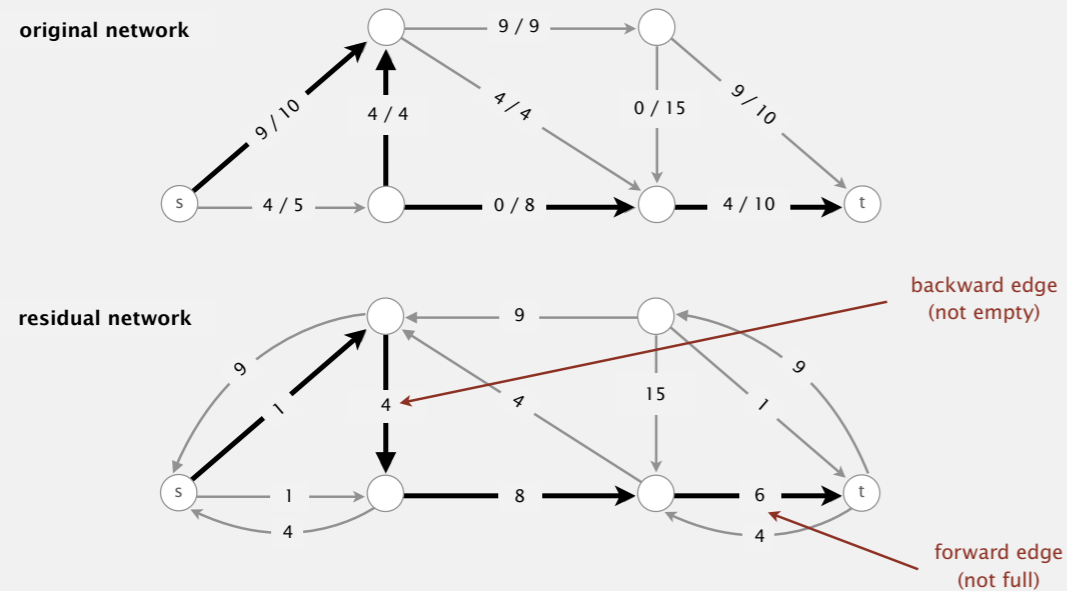 original network
9 / 9
9 / 10
4 / 4
4 / 4
0 / 15
9 / 10
s
4 / 5
0 / 8
4 / 10
t
backward edge
(not empty)
residual network
9
9
1
4
4
15
1
9
s
1
8
6
t
4
4
forward edge
(not full)